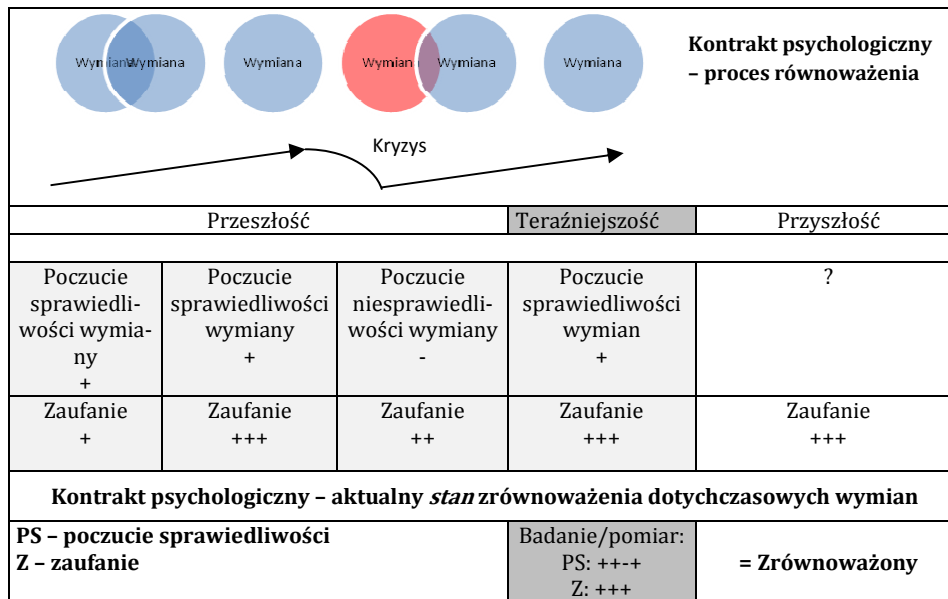 Wymiana
Wymiana
Wymiana
Wymiana
Wymiana
Wymiana
Kontrakt psychologiczny
– proces równoważenia
Kryzys
Przeszłość
Teraźniejszość
Przyszłość
Poczucie
sprawiedli-
wości wymia-
ny
+
Poczucie
sprawiedliwości
wymiany
+
Poczucie
niesprawiedli-
wości wymiany
-
Poczucie
sprawiedliwości
wymian
+
?
Zaufanie
+
Zaufanie
+++
Zaufanie
++
Zaufanie
+++
Zaufanie
+++
Kontrakt psychologiczny – aktualny stan zrównoważenia dotychczasowych wymian
PS – poczucie sprawiedliwości
Z – zaufanie
Badanie/pomiar:
PS: ++-+
Z: +++
= Zrównoważony